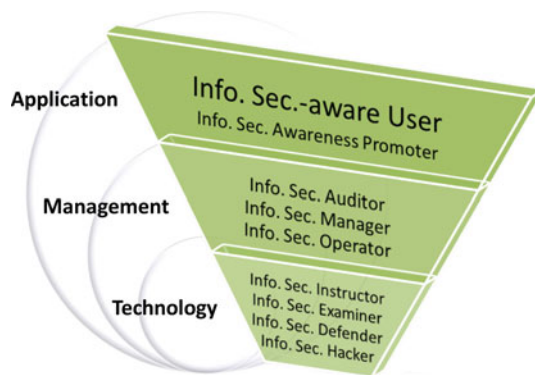 Application
Info. Sec.-aware User
Info. Sec. Awareness Promoter
Management
Info. Sec. Auditor
Info. Sec. Manager
Info. Sec. Operator
Technology
Info. Sec. Instructor
Info. Sec. Examiner
Info. Sec. Defender
Info. Sec. Hacker